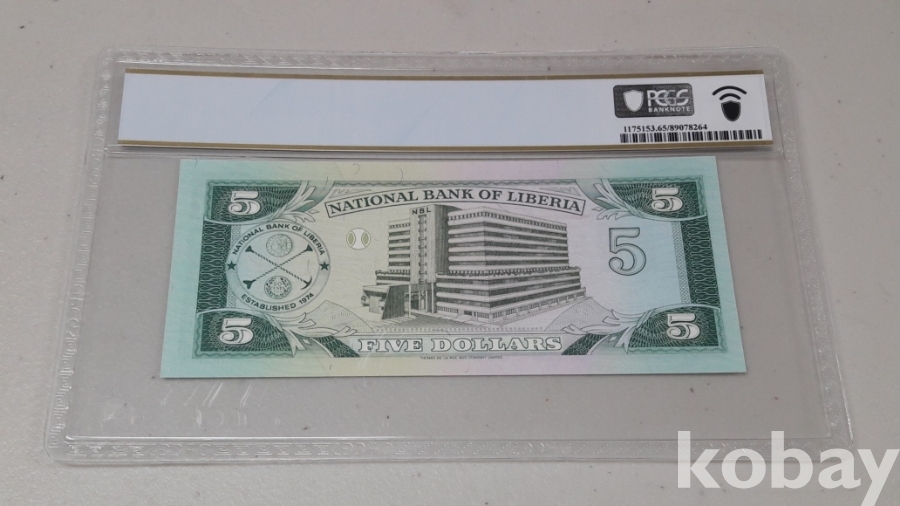 PCGS
BANKNOTE
1175153.65/89078264
5
5
NATIONAL BANK OF LIBERIA
NBL
NATIONAL BANK OF LIBERIA
ESTABLISHED 1974
5
5
FIVE DOLLARS
5
kobay